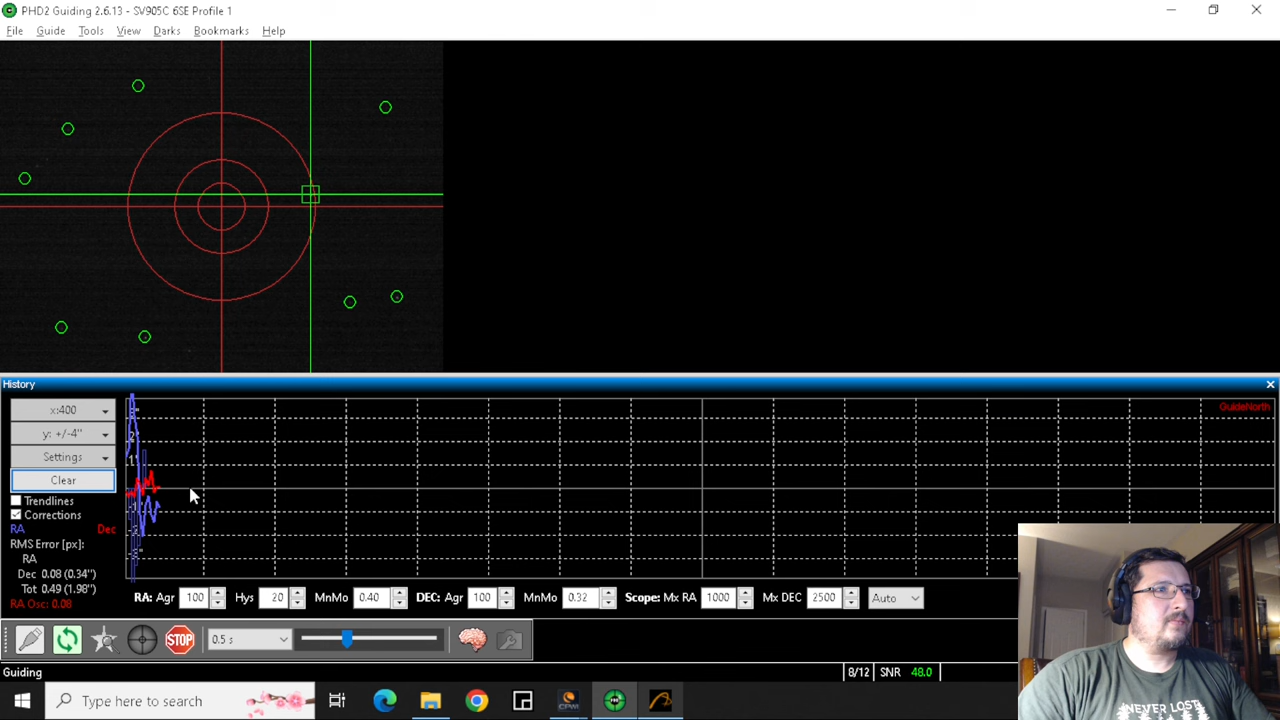 PHD2 Guiding 2.6.13 - SV905C 6SE Profile 1
File Guide Tools View Darks Bookmarks Help
History
x:400
y: +/-4"
Settings
Clear
Trendlines
Corrections
RA Dec
RMS Error [px]:
RA
Dec 0.08 (0.34")
Tot 0.49 (1.98")
RA Osc: 0.08
GuideNorth
RA: Agr 100 Hys 20 MnMo 0.40 DEC: Agr 100 MnMo 0.32 Scope: Mx RA 1000 Mx DEC 2500 Auto
STOP 0.5 s
Guiding 8/12 SNR 48.0
Type here to search
CPWI
NEVER LOST